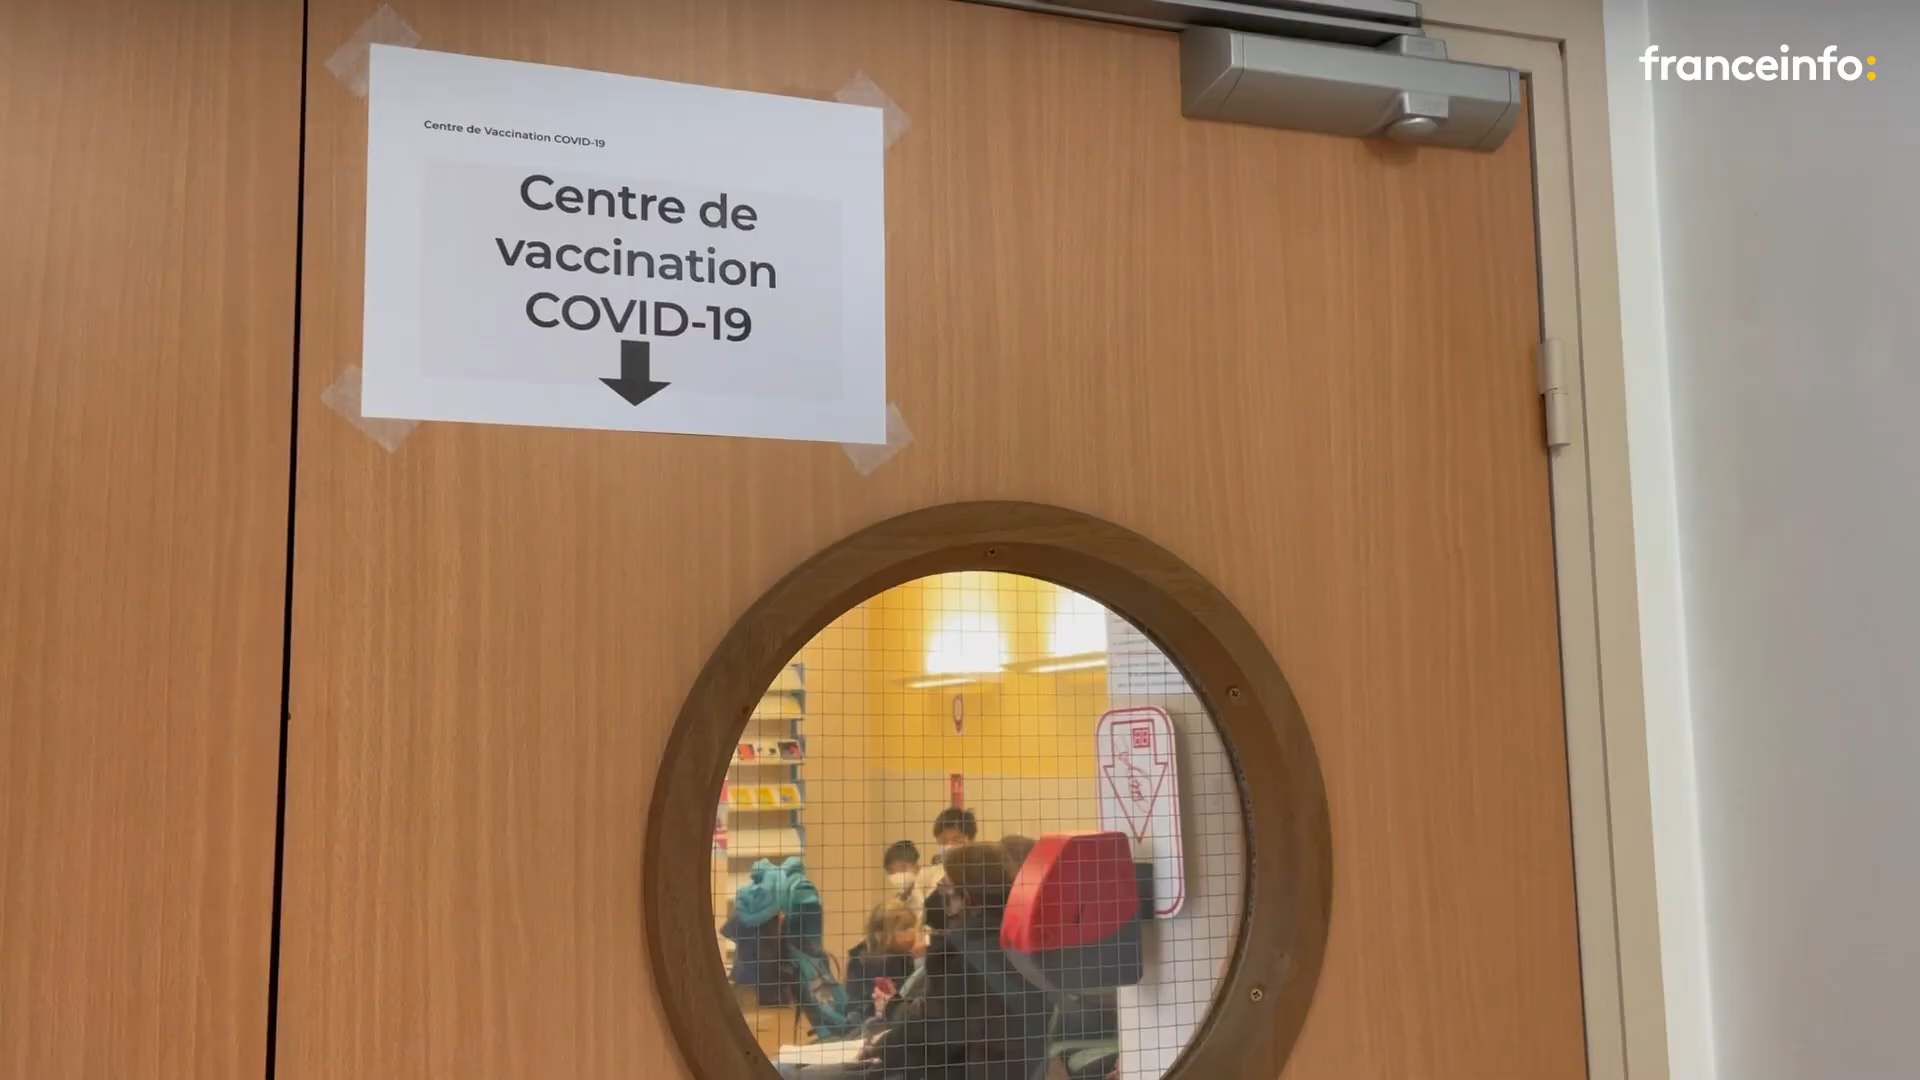 franceinfo:
Centre de Vaccination COVID-19
Centre de
vaccination
COVID-19